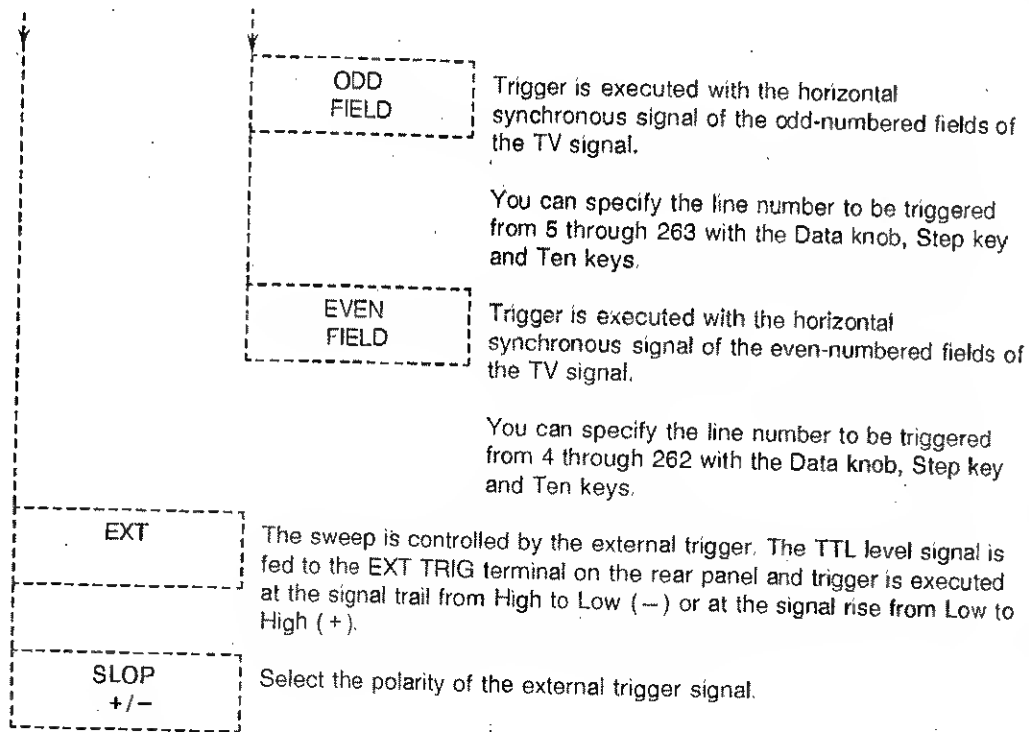 ODD
FIELD
Trigger is executed with the horizontal
synchronous signal of the odd-numbered fields of
the TV signal.
You can specify the line number to be triggered
from 5 through 263 with the Data knob, Step key
and Ten keys.
EVEN
FIELD
Trigger is executed with the horizontal
synchronous signal of the even-numbered fields of
the TV signal.
You can specify the line number to be triggered
from 4 through 262 with the Data knob, Step key
and Ten keys.
EXT
The sweep is controlled by the external trigger. The TTL level signal is
fed to the EXT TRIG terminal on the rear panel and trigger is executed
at the signal trail from High to Low (−) or at the signal rise from Low to
High (+).
SLOP
+/−
Select the polarity of the external trigger signal.